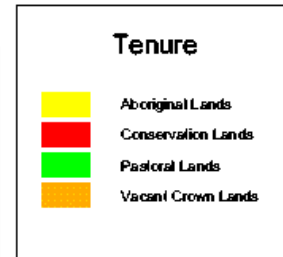 Tenure
Aboriginal Lands
Conservation Lands
Pastoral Lands
Vacant Crown Lands